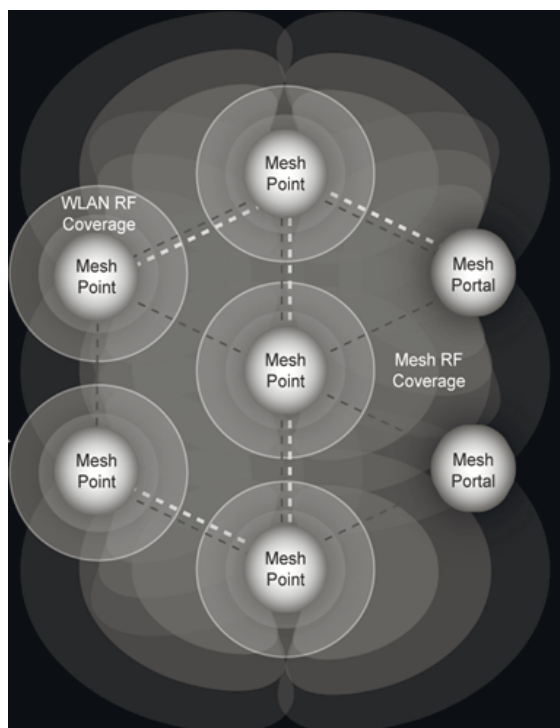 Mesh
Point
WLAN RF
Coverage
Mesh
Point
Mesh
Portal
Mesh
Point
Mesh RF
Coverage
Mesh
Point
Mesh
Portal
Mesh
Point